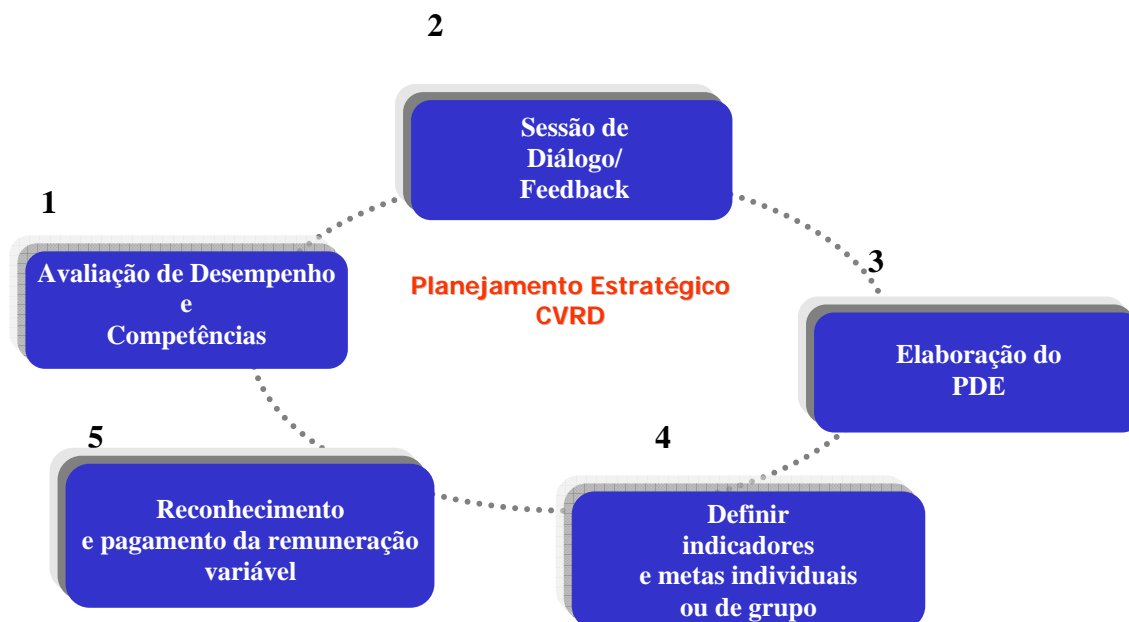 2
Sessão de
Diálogo/
Feedback
1
Avaliação de Desempenho
e
Competências
Planejamento Estratégico
CVRD
3
Elaboração do
PDE
5
Reconhecimento
e pagamento da remuneração
variável
4
Definir
indicadores
e metas individuais
ou de grupo